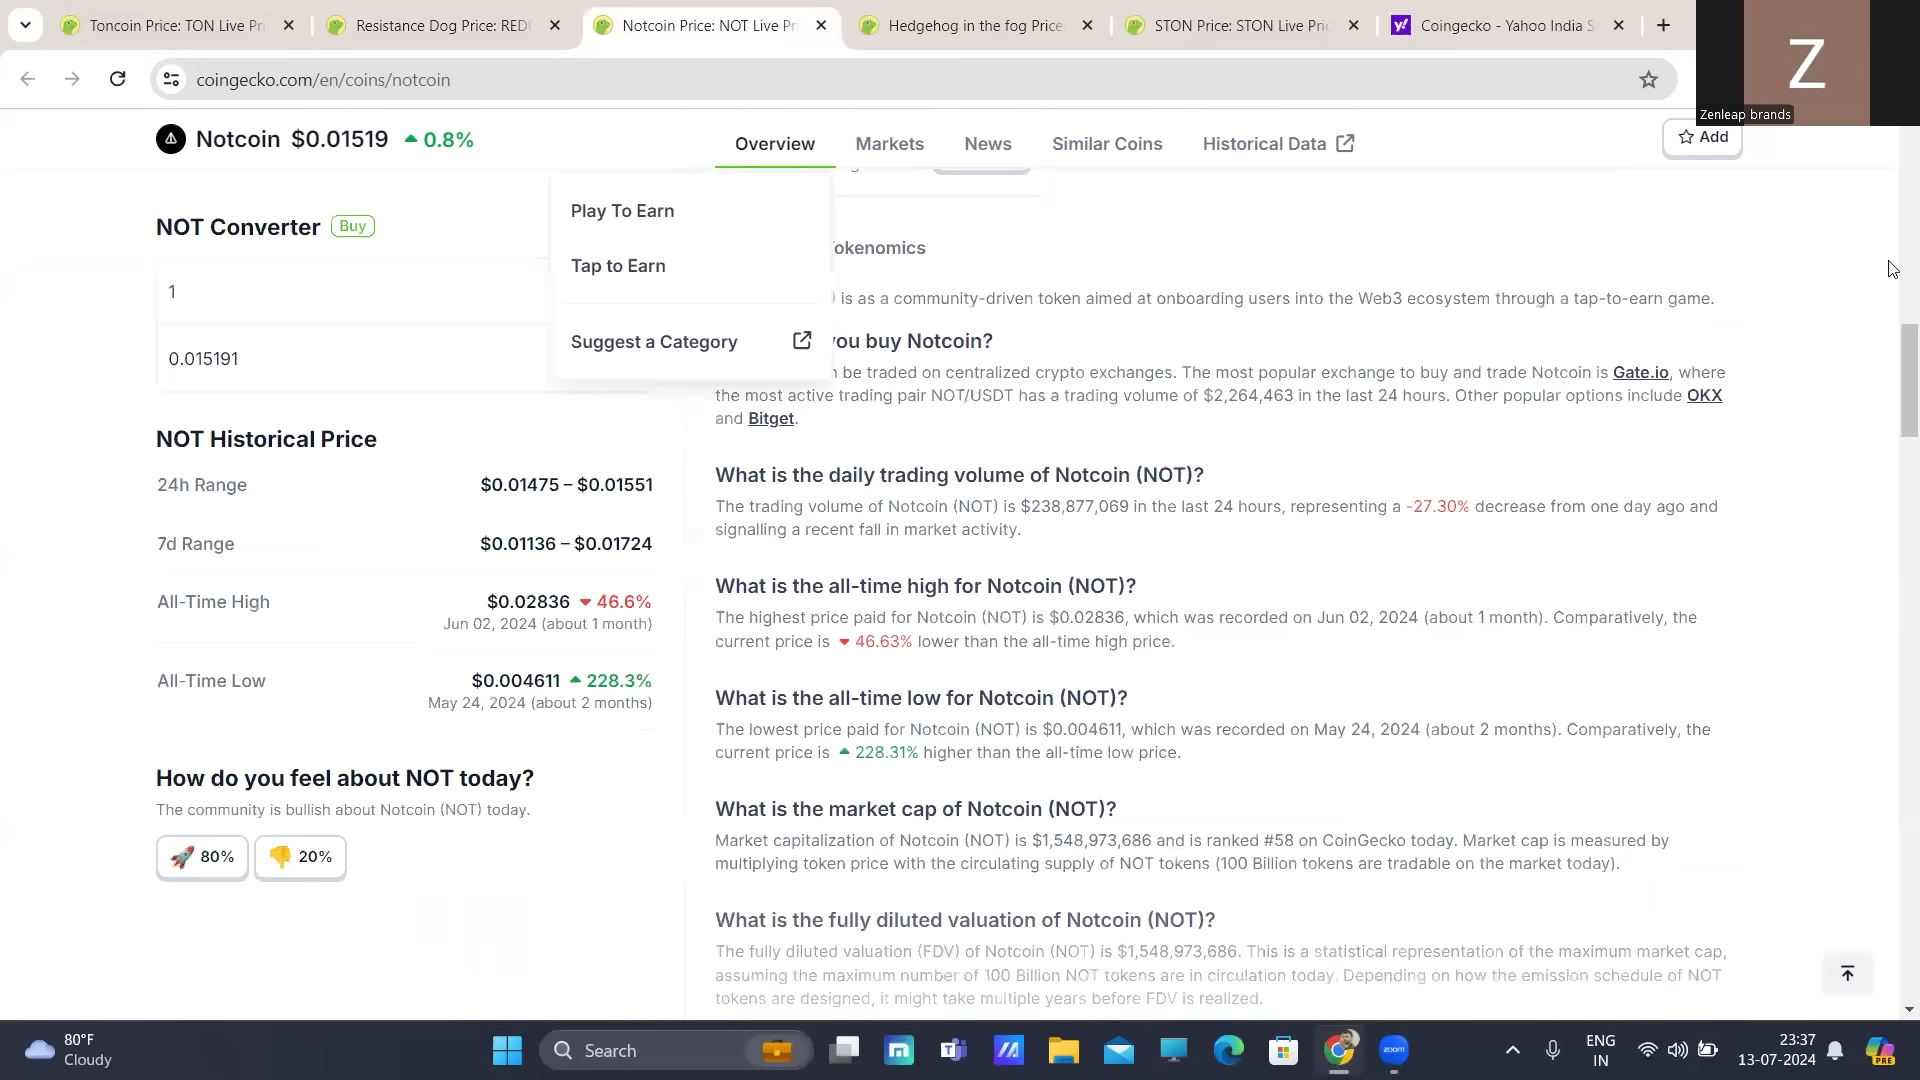 Toncoin Price: TON Live Pri
Resistance Dog Price: REDO
Notcoin Price: NOT Live Pri
Hedgehog in the fog Price:
STON Price: STON Live Pric
Coingecko - Yahoo India S
coingecko.com/en/coins/notcoin
Z
Zenleap brands
Notcoin $0.01519 0.8%
Overview
Markets
News
Similar Coins
Historical Data
Add
Play To Earn
Tap to Earn
Suggest a Category
NOT Converter Buy
1
0.015191
NOT Historical Price
24h Range $0.01475 – $0.01551
7d Range $0.01136 – $0.01724
All-Time High $0.02836 46.6%
Jun 02, 2024 (about 1 month)
All-Time Low $0.004611 228.3%
May 24, 2024 (about 2 months)
How do you feel about NOT today?
The community is bullish about Notcoin (NOT) today.
80% 20%
okenomics
) is as a community-driven token aimed at onboarding users into the Web3 ecosystem through a tap-to-earn game.
you buy Notcoin?
n be traded on centralized crypto exchanges. The most popular exchange to buy and trade Notcoin is Gate.io, where
the most active trading pair NOT/USDT has a trading volume of $2,264,463 in the last 24 hours. Other popular options include OKX
and Bitget.
What is the daily trading volume of Notcoin (NOT)?
The trading volume of Notcoin (NOT) is $238,877,069 in the last 24 hours, representing a -27.30% decrease from one day ago and
signalling a recent fall in market activity.
What is the all-time high for Notcoin (NOT)?
The highest price paid for Notcoin (NOT) is $0.02836, which was recorded on Jun 02, 2024 (about 1 month). Comparatively, the
current price is 46.63% lower than the all-time high price.
What is the all-time low for Notcoin (NOT)?
The lowest price paid for Notcoin (NOT) is $0.004611, which was recorded on May 24, 2024 (about 2 months). Comparatively, the
current price is 228.31% higher than the all-time low price.
What is the market cap of Notcoin (NOT)?
Market capitalization of Notcoin (NOT) is $1,548,973,686 and is ranked #58 on CoinGecko today. Market cap is measured by
multiplying token price with the circulating supply of NOT tokens (100 Billion tokens are tradable on the market today).
What is the fully diluted valuation of Notcoin (NOT)?
The fully diluted valuation (FDV) of Notcoin (NOT) is $1,548,973,686. This is a statistical representation of the maximum market cap,
assuming the maximum number of 100 Billion NOT tokens are in circulation today. Depending on how the emission schedule of NOT
tokens are designed, it might take multiple years before FDV is realized.
80°F
Cloudy
Search
zoom
ENG
IN
23:37
13-07-2024
PRE